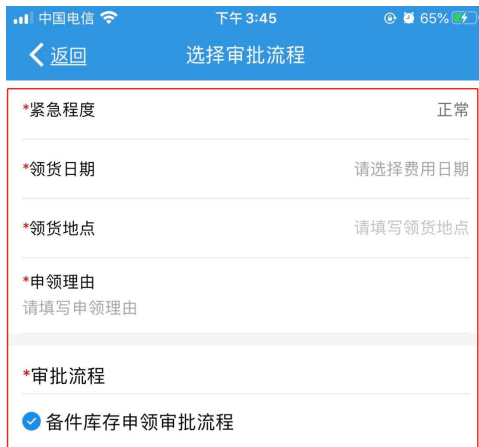 中国电信 下午 3:45 65%
返回 选择审批流程
*紧急程度 正常
*领货日期 请选择费用日期
*领货地点 请填写领货地点
*申领理由
请填写申领理由
*审批流程
备件库存申领审批流程